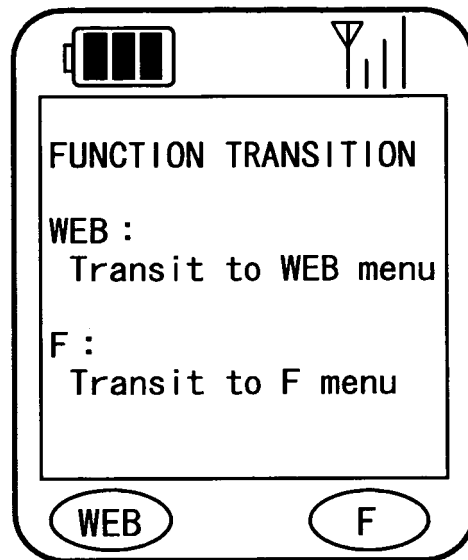 FUNCTION TRANSITION
WEB :
Transit to WEB menu
F :
Transit to F menu
WEB
F